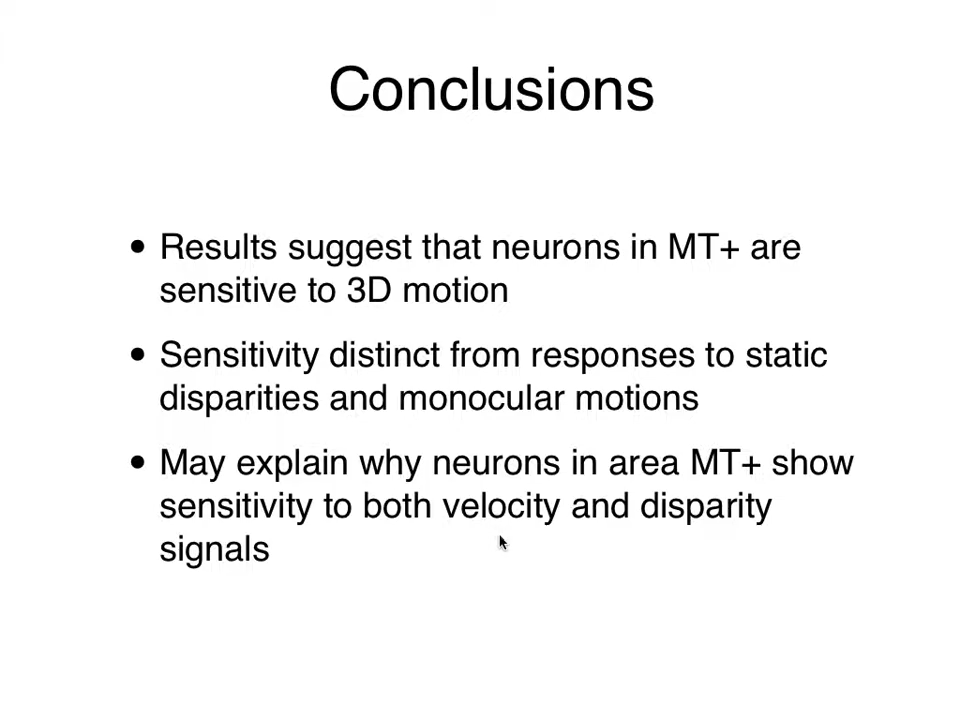 Conclusions
• Results suggest that neurons in MT+ are
sensitive to 3D motion
• Sensitivity distinct from responses to static
disparities and monocular motions
• May explain why neurons in area MT+ show
sensitivity to both velocity and disparity
signals